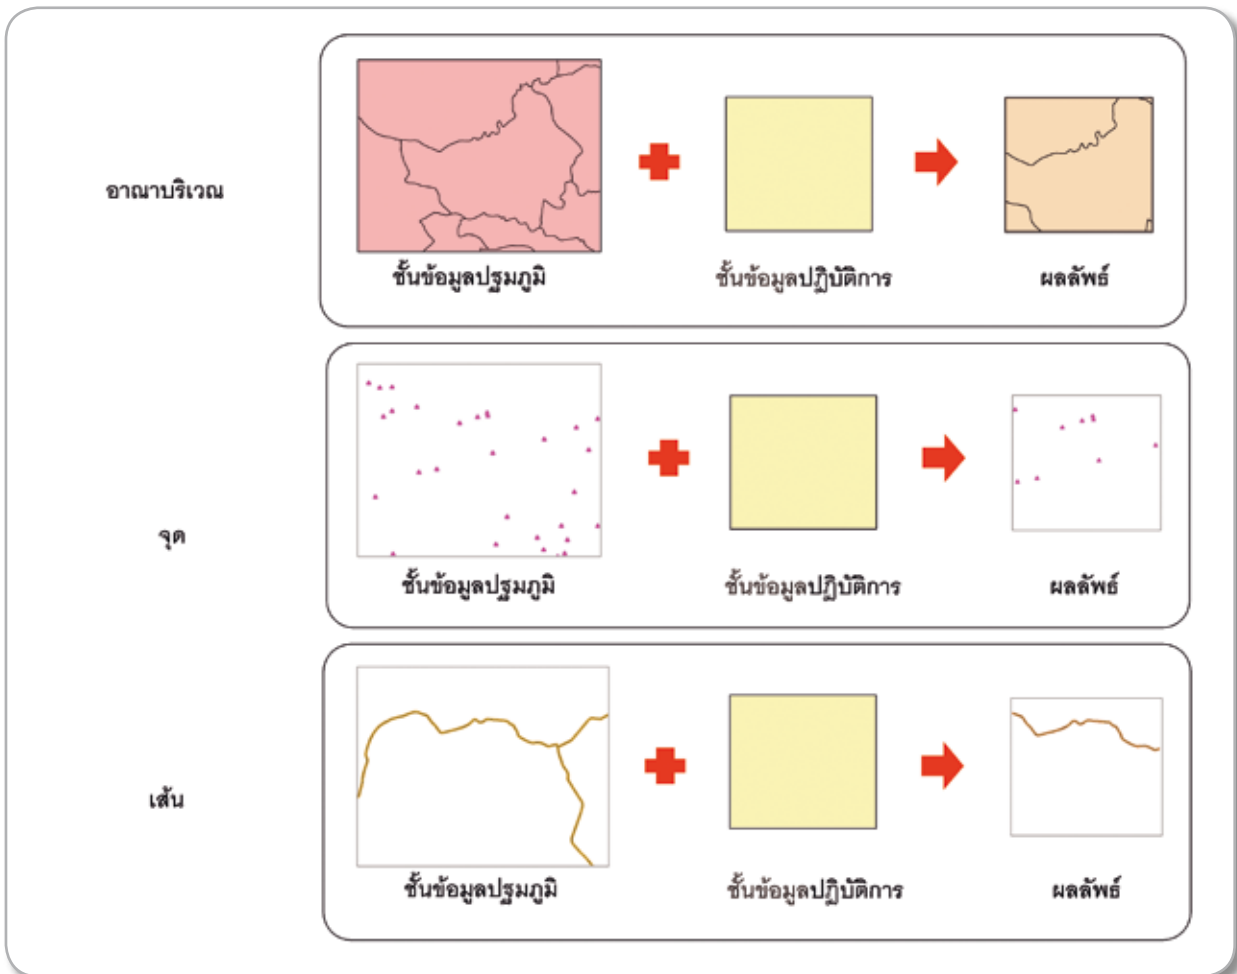 อาณาบริเวณ
ชั้นข้อมูลปฐมภูมิ ชั้นข้อมูลปฏิบัติการ ผลลัพธ์
จุด
ชั้นข้อมูลปฐมภูมิ ชั้นข้อมูลปฏิบัติการ ผลลัพธ์
เส้น
ชั้นข้อมูลปฐมภูมิ ชั้นข้อมูลปฏิบัติการ ผลลัพธ์